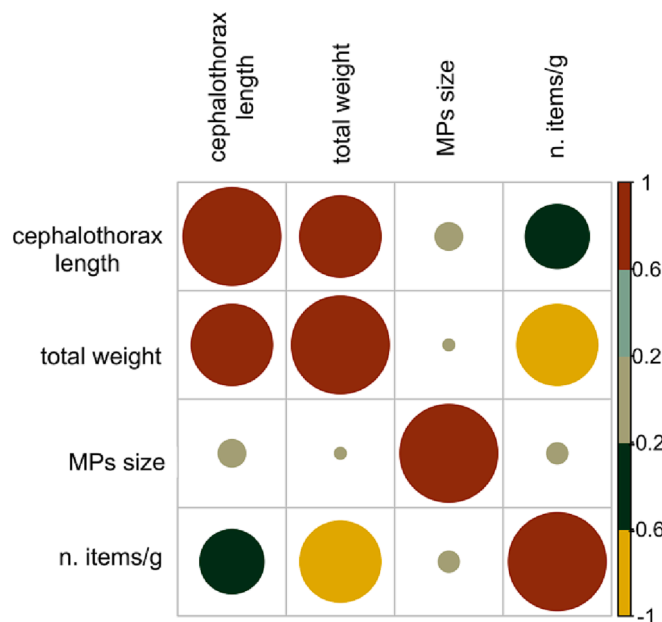 cephalothorax
length
total weight
MPs size
n. items/g
cephalothorax
length
total weight
MPs size
n. items/g
1
0.6
0.2
-0.2
-0.6
-1